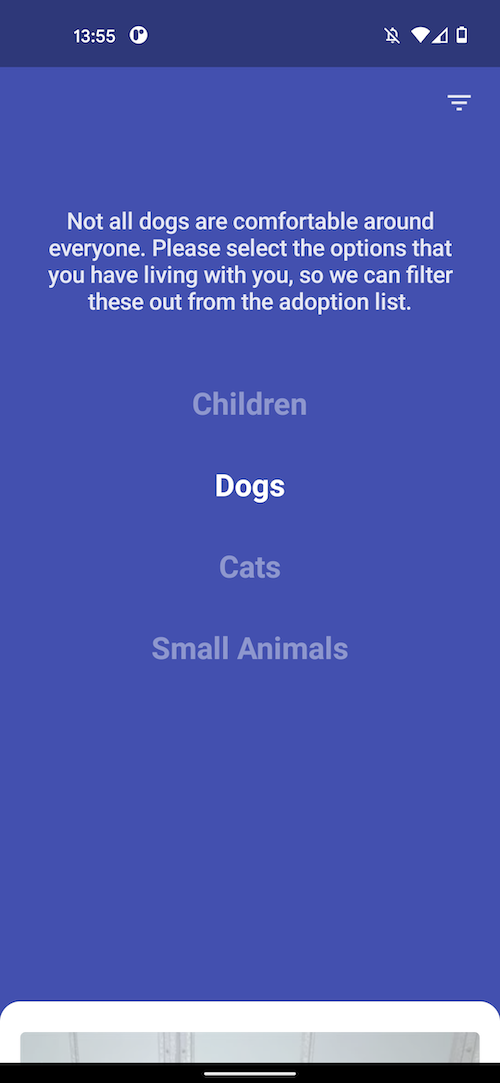 13:55
Not all dogs are comfortable around
everyone. Please select the options that
you have living with you, so we can filter
these out from the adoption list.
Children
Dogs
Cats
Small Animals